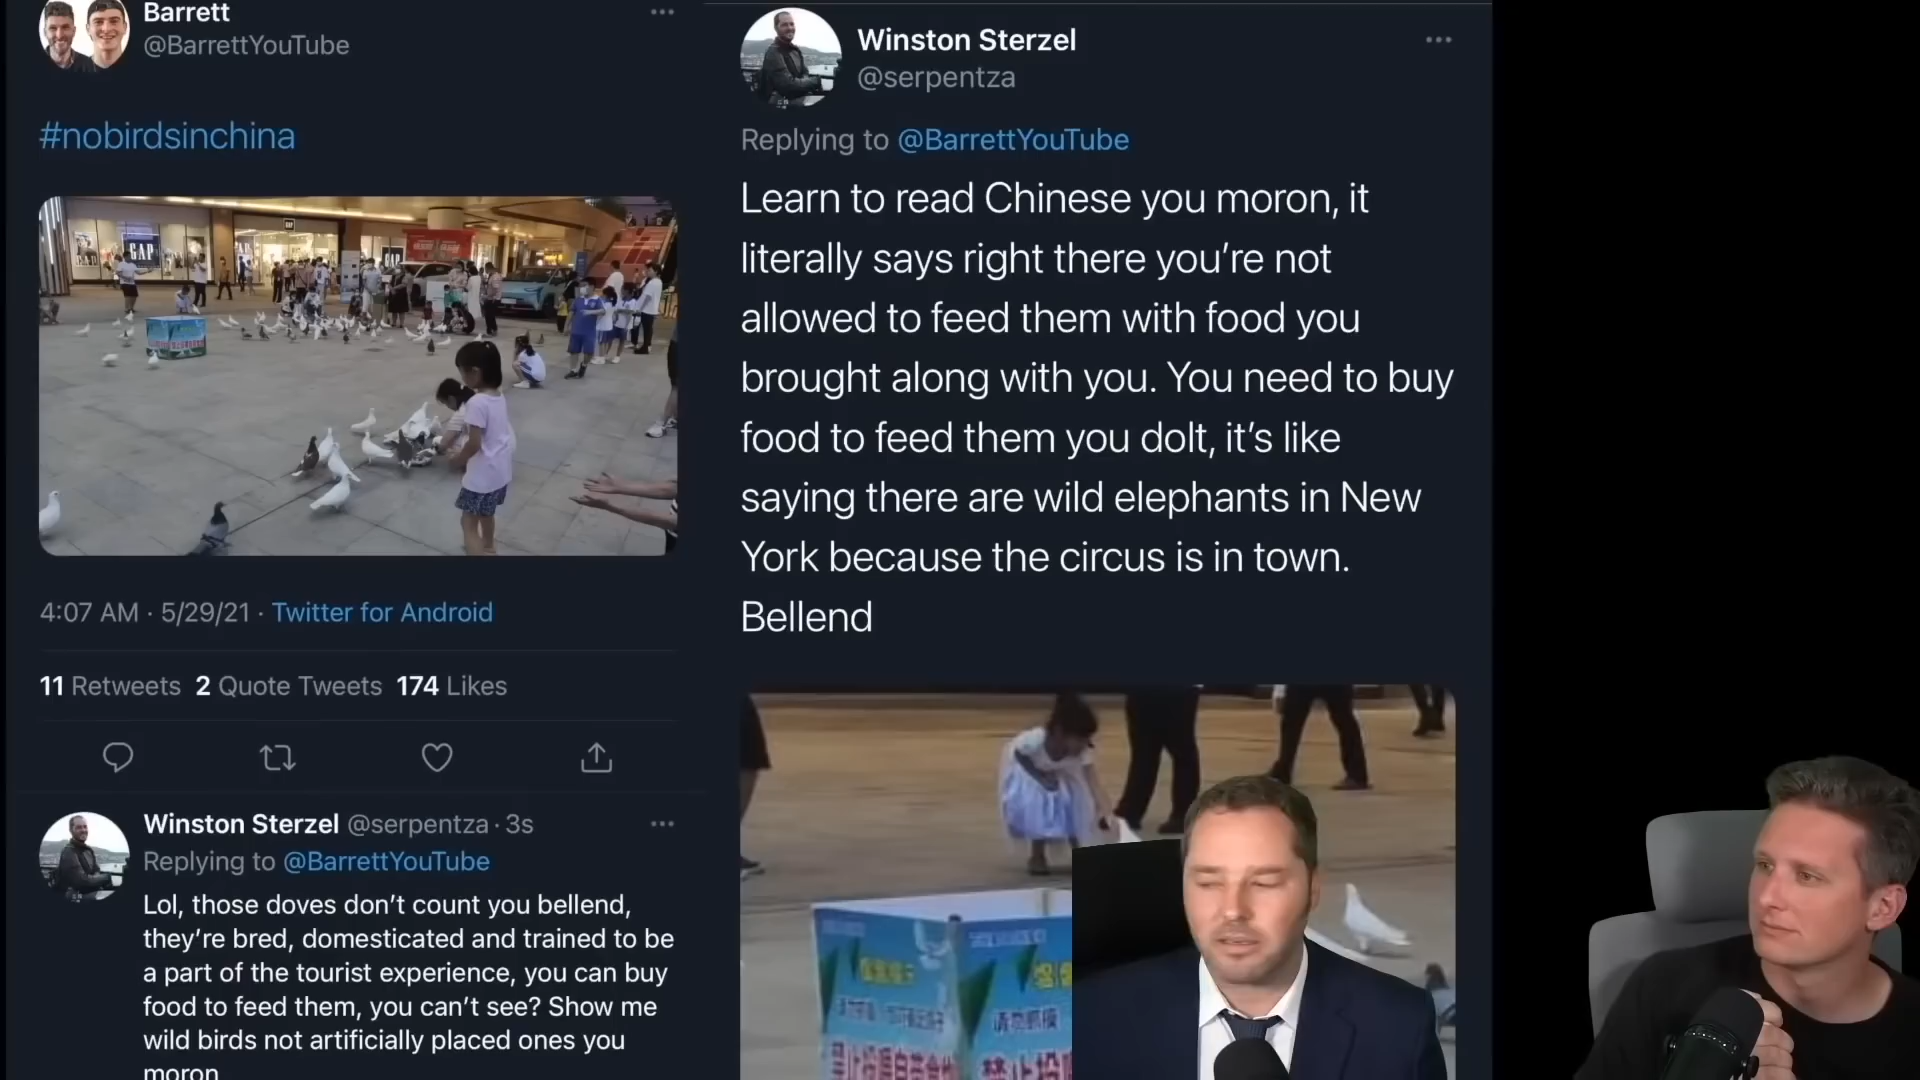 Barrett
@BarrettYouTube
#nobirdsinchina
GAP
GAP
GAP
4:07 AM · 5/29/21 · Twitter for Android
11 Retweets 2 Quote Tweets 174 Likes
Winston Sterzel @serpentza · 3s
Replying to @BarrettYouTube
Lol, those doves don’t count you bellend,
they’re bred, domesticated and trained to be
a part of the tourist experience, you can buy
food to feed them, you can’t see? Show me
wild birds not artificially placed ones you
moron
Winston Sterzel
@serpentza
Replying to @BarrettYouTube
Learn to read Chinese you moron, it
literally says right there you’re not
allowed to feed them with food you
brought along with you. You need to buy
food to feed them you dolt, it’s like
saying there are wild elephants in New
York because the circus is in town.
Bellend